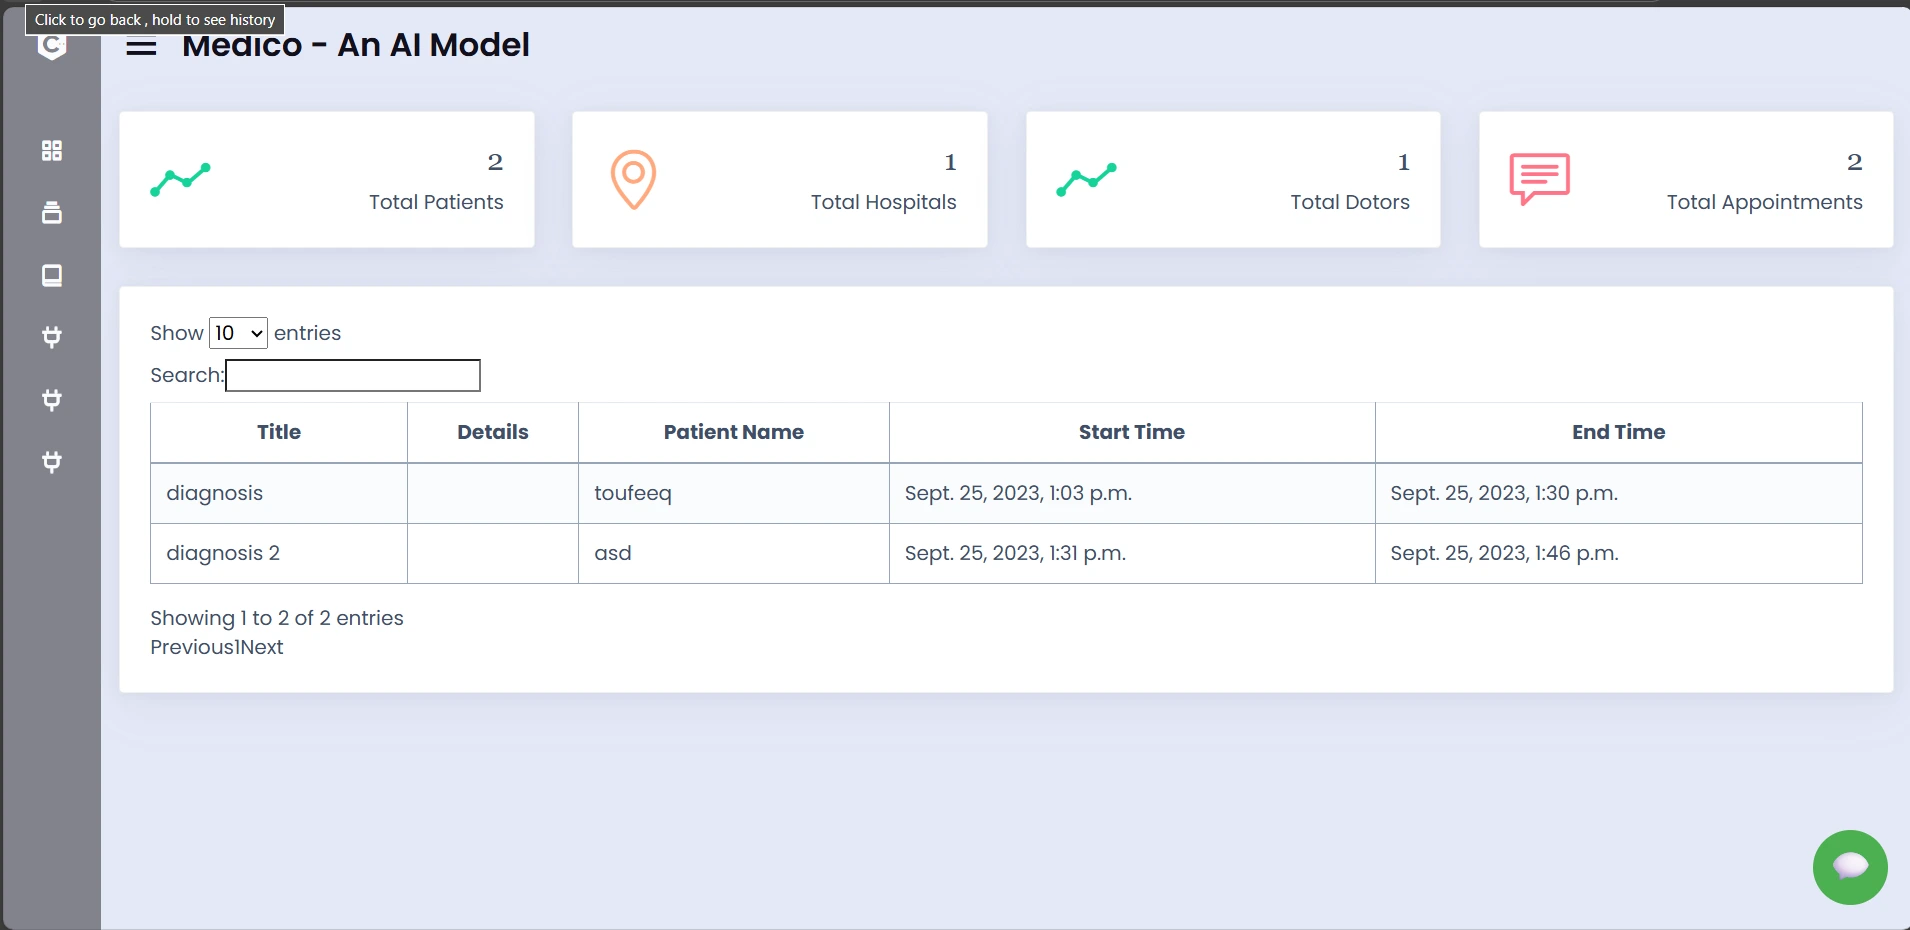 Click to go back , hold to see history
Medico - An AI Model
2
Total Patients
1
Total Hospitals
1
Total Dotors
2
Total Appointments
Show 10 entries
Search:
Title Details Patient Name Start Time End Time
diagnosis toufeeq Sept. 25, 2023, 1:03 p.m. Sept. 25, 2023, 1:30 p.m.
diagnosis 2 asd Sept. 25, 2023, 1:31 p.m. Sept. 25, 2023, 1:46 p.m.
Showing 1 to 2 of 2 entries
Previous1Next